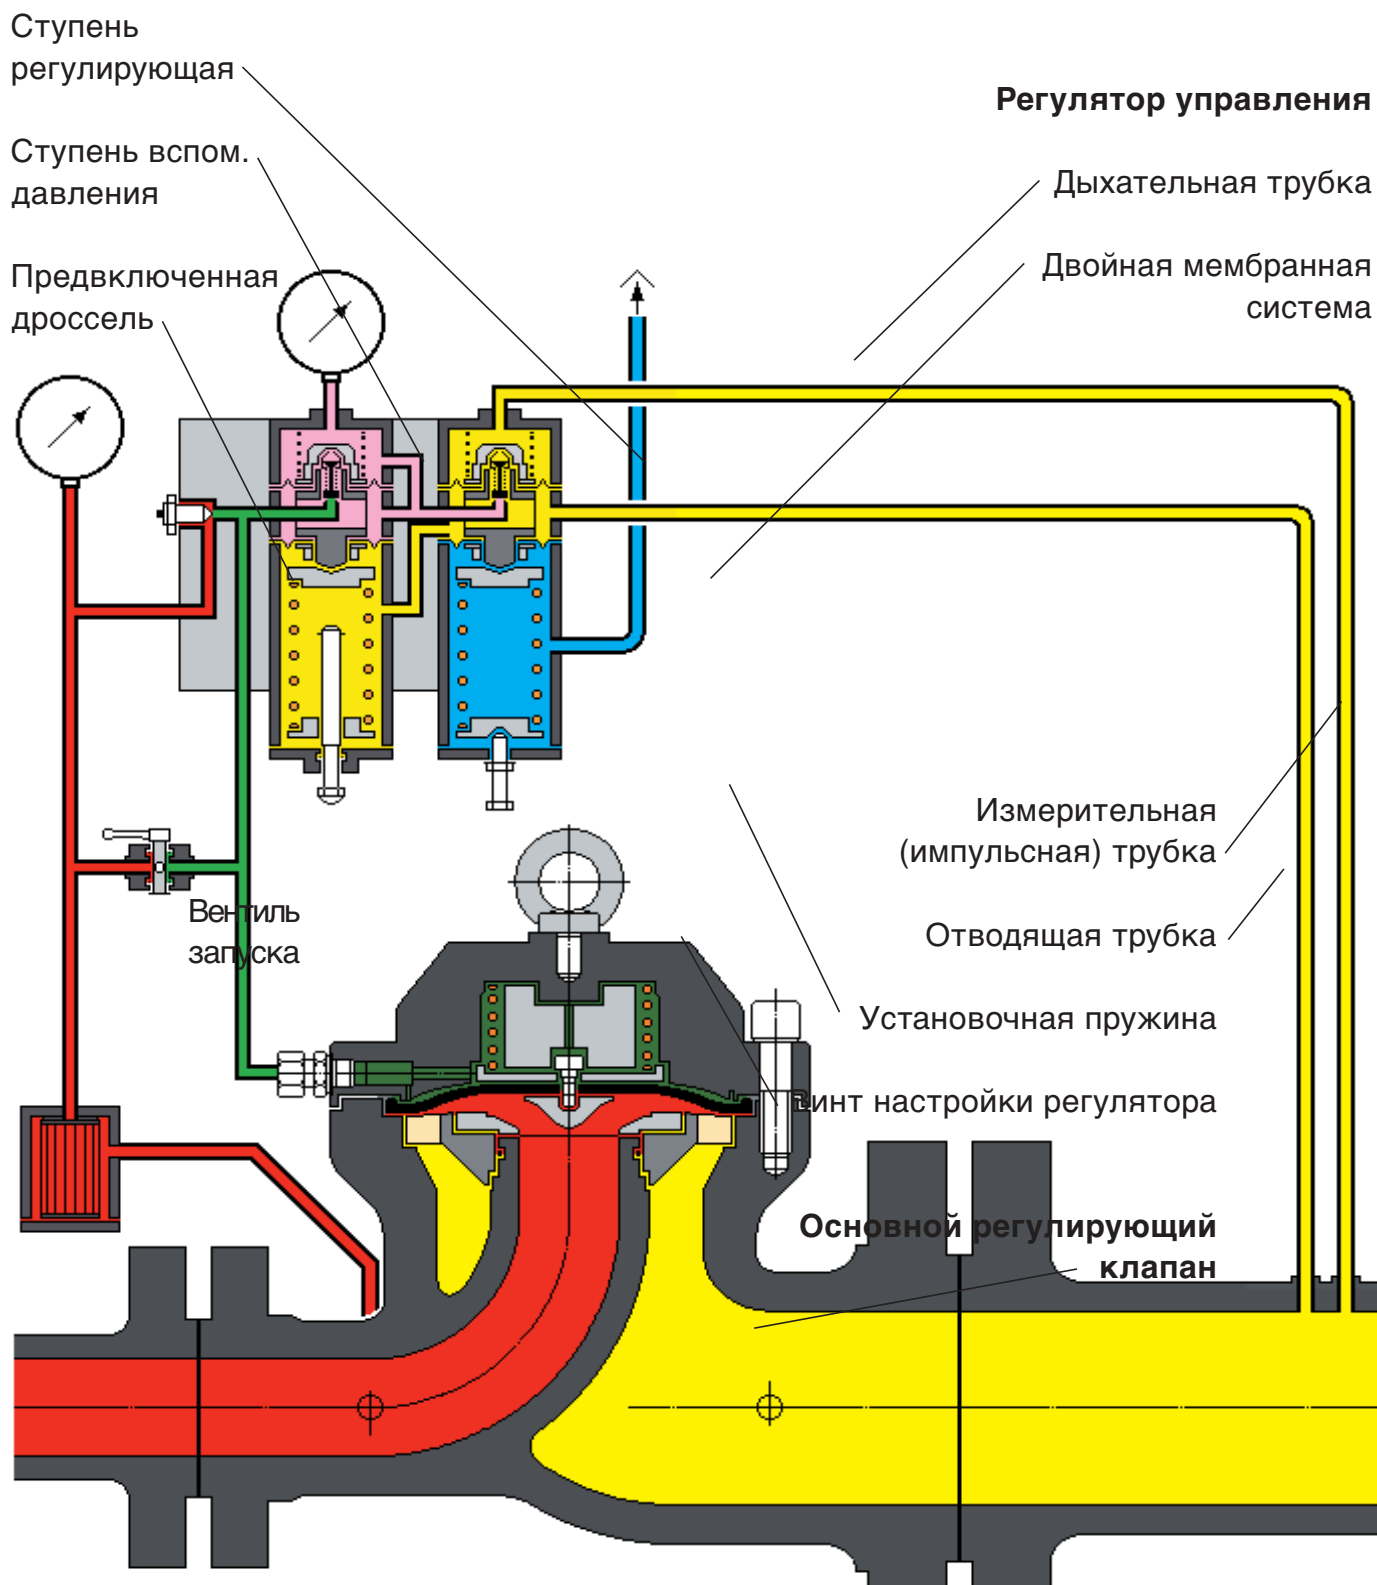 Ступень
регулирующая
Регулятор управления
Ступень вспом.
давления
Дыхательная трубка
Предвключенная
дроссель
Двойная мембранная
система
Измерительная
(импульсная) трубка
Вентиль
запуска
Отводящая трубка
Установочная пружина
Винт настройки регулятора
Основной регулирующий
клапан